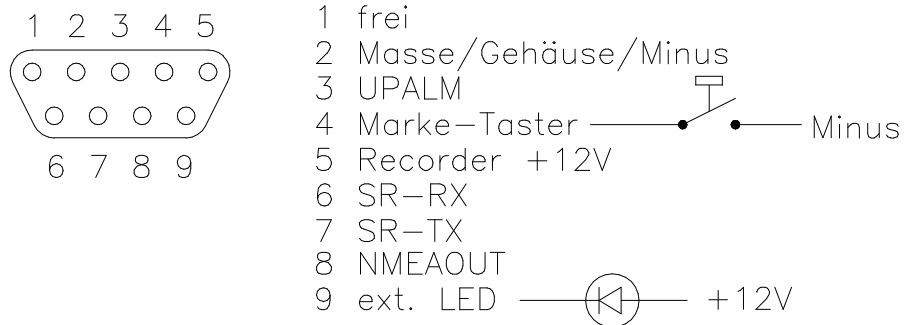 1 2 3 4 5
6 7 8 9
1 frei
2 Masse/Gehäuse/Minus
3 UPALM
4 Marke-Taster Minus
5 Recorder +12V
6 SR-RX
7 SR-TX
8 NMEAOUT
9 ext. LED +12V